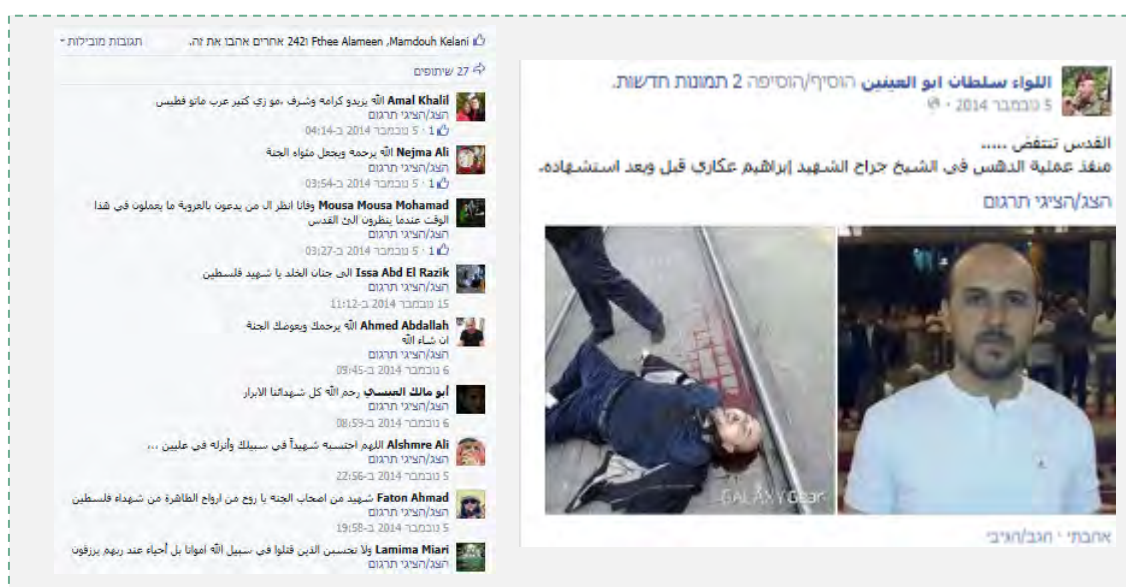 Fthee Alameen ,Mamdouh Kelani ו242 אחרים אהבו את זה.
תגובות מובילות
27 שיתופים
Amal Khalil الله يزيدو كرامه وشرف ،مو زي كتير عرب ماتو فطيس
הצג/הציגי תרגום
1 · 5 נובמבר 2014 ב-04:14
Nejma Ali الله يرحمه ويجعل مثواه الجنة
הצג/הציגי תרגום
1 · 5 נובמבר 2014 ב-03:54
Mousa Mousa Mohamad وفانا انظر ال من يدعون بالعروبة ما يعملون في هذا
الوقت عندما ينظرون الئ القدس
הצג/הציגי תרגום
1 · 5 נובמבר 2014 ב-03:27
Issa Abd El Razik الى جنان الخلد يا شهيد فلسطين
הצג/הציגי תרגום
15 נובמבר 2014 ב-11:12
Ahmed Abdallah الله يرحمك ويعوضك الجنة
ان شاء الله
הצג/הציגי תרגום
6 נובמבר 2014 ב-09:45
أبو مالك العبسي رحم الله كل شهدائنا الابرار
הצג/הציגי תרגום
6 נובמבר 2014 ב-08:59
Alshmre Ali اللهم احتسبه شهيداً في سبيلك وأنزله في عليين ...
הצג/הציגי תרגום
5 נובמבר 2014 ב-22:56
Faton Ahmad شهيد من اصحاب الجنه يا روح من ارواح الطاهرة من شهداء فلسطين
הצג/הציגי תרגום
5 נובמבר 2014 ב-19:58
Lamima Miari ولا تحسبن الذين قتلوا في سبيل الله امواتا بل أحياء عند ربهم يرزقون
הצג/הציגי תרגום
اللواء سلطان ابو العينين הוסיף/הוסיפה 2 תמונות חדשות.
5 נובמבר 2014
القدس تنتفض .....
منفذ عملية الدهس في الشيخ جراح الشهيد إبراهيم عكاري قبل وبعد استشهاده.
הצג/הציגי תרגום
GALAXY Gear
אהבתי · הגב/הגיבי